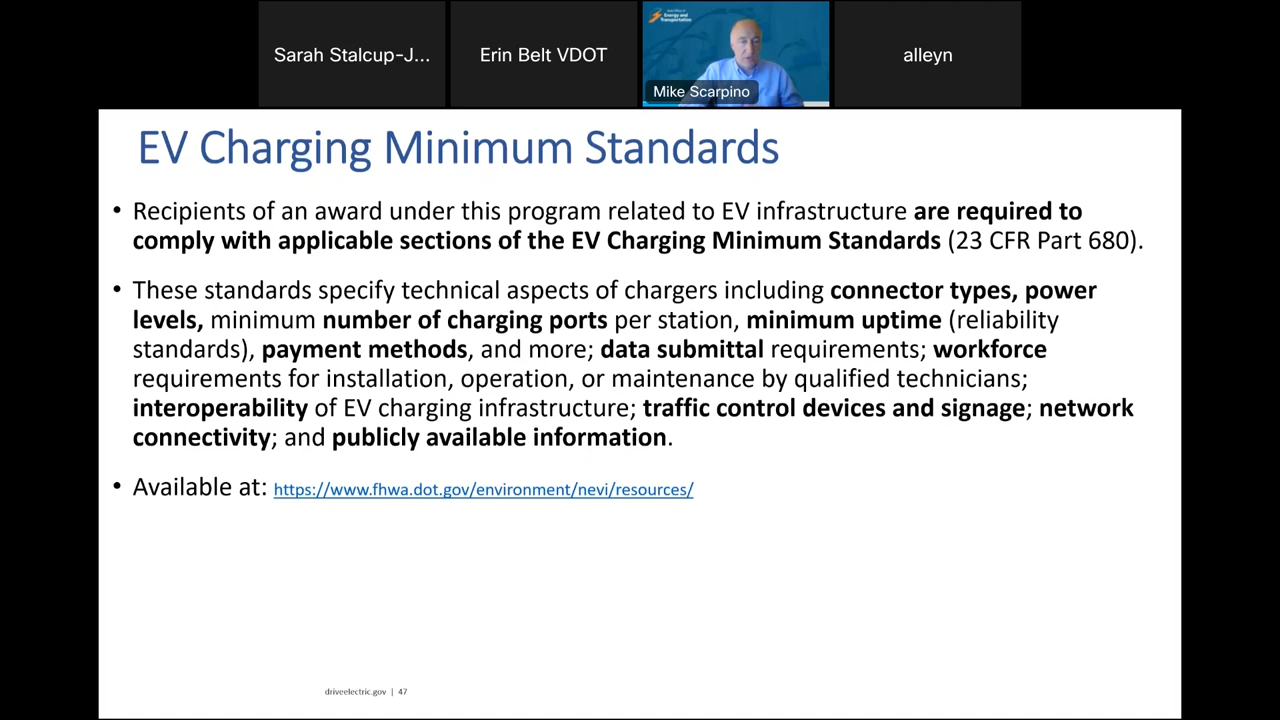 Sarah Stalcup-J...
Erin Belt VDOT
Energy and
Transportation
Mike Scarpino
alleyn
EV Charging Minimum Standards
• Recipients of an award under this program related to EV infrastructure are required to
comply with applicable sections of the EV Charging Minimum Standards (23 CFR Part 680).
• These standards specify technical aspects of chargers including connector types, power
levels, minimum number of charging ports per station, minimum uptime (reliability
standards), payment methods, and more; data submittal requirements; workforce
requirements for installation, operation, or maintenance by qualified technicians;
interoperability of EV charging infrastructure; traffic control devices and signage; network
connectivity; and publicly available information.
• Available at: https://www.fhwa.dot.gov/environment/nevi/resources/
driveelectric.gov | 47